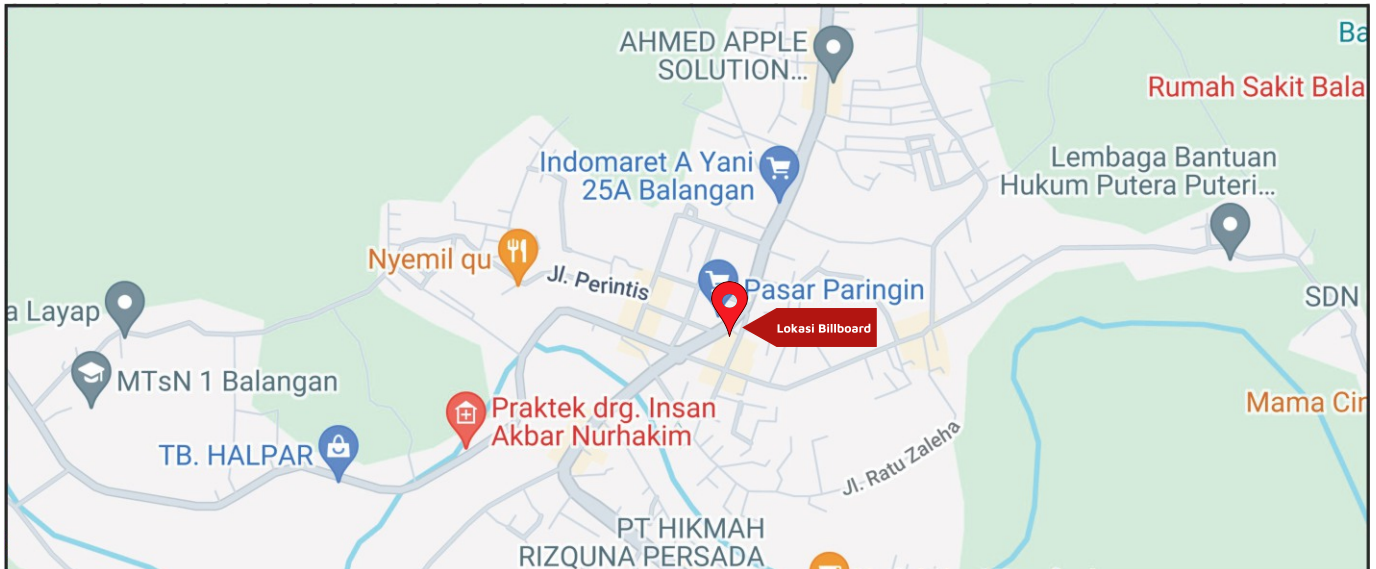 AHMED APPLE
SOLUTION...
Ba
Rumah Sakit Bala
Indomaret A Yani
25A Balangan
Lembaga Bantuan
Hukum Putera Puteri...
Nyemil qu
Jl. Perintis
Pasar Paringin
a Layap
SDN
Lokasi Billboard
MTsN 1 Balangan
Praktek drg. Insan
Akbar Nurhakim
Mama Cir
TB. HALPAR
Jl. Ratu Zaleha
PT HIKMAH
RIZQUNA PERSADA